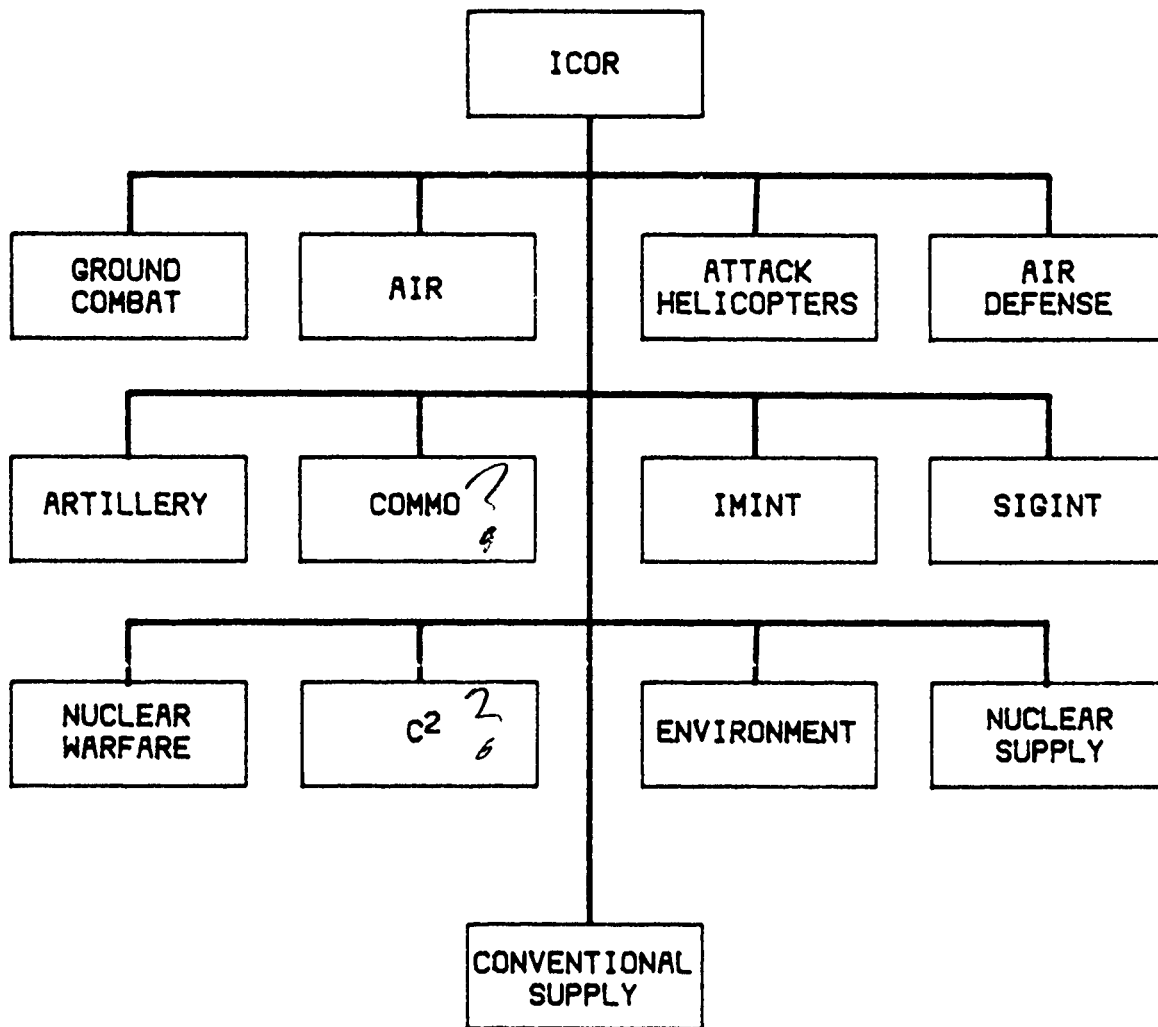 ICOR
GROUND
COMBAT
AIR
ATTACK
HELICOPTERS
AIR
DEFENSE
ARTILLERY
COMMO ?
IMINT
SIGINT
NUCLEAR
WARFARE
C² ?
ENVIRONMENT
NUCLEAR
SUPPLY
CONVENTIONAL
SUPPLY